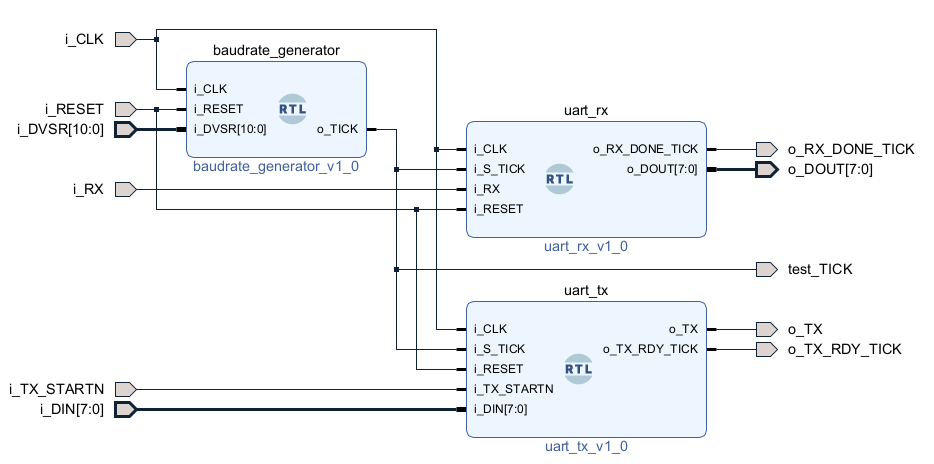 i_CLK
baudrate_generator
i_CLK
i_RESET
i_RESET
RTL
i_DVSR[10:0]
i_DVSR[10:0]
o_TICK
baudrate_generator_v1_0
uart_rx
i_CLK
o_RX_DONE_TICK
o_RX_DONE_TICK
i_S_TICK
RTL
o_DOUT[7:0]
o_DOUT[7:0]
i_RX
i_RX
i_RESET
uart_rx_v1_0
test_TICK
uart_tx
i_CLK
o_TX
o_TX
i_S_TICK
o_TX_RDY_TICK
o_TX_RDY_TICK
i_RESET
RTL
i_TX_STARTN
i_TX_STARTN
i_DIN[7:0]
i_DIN[7:0]
uart_tx_v1_0